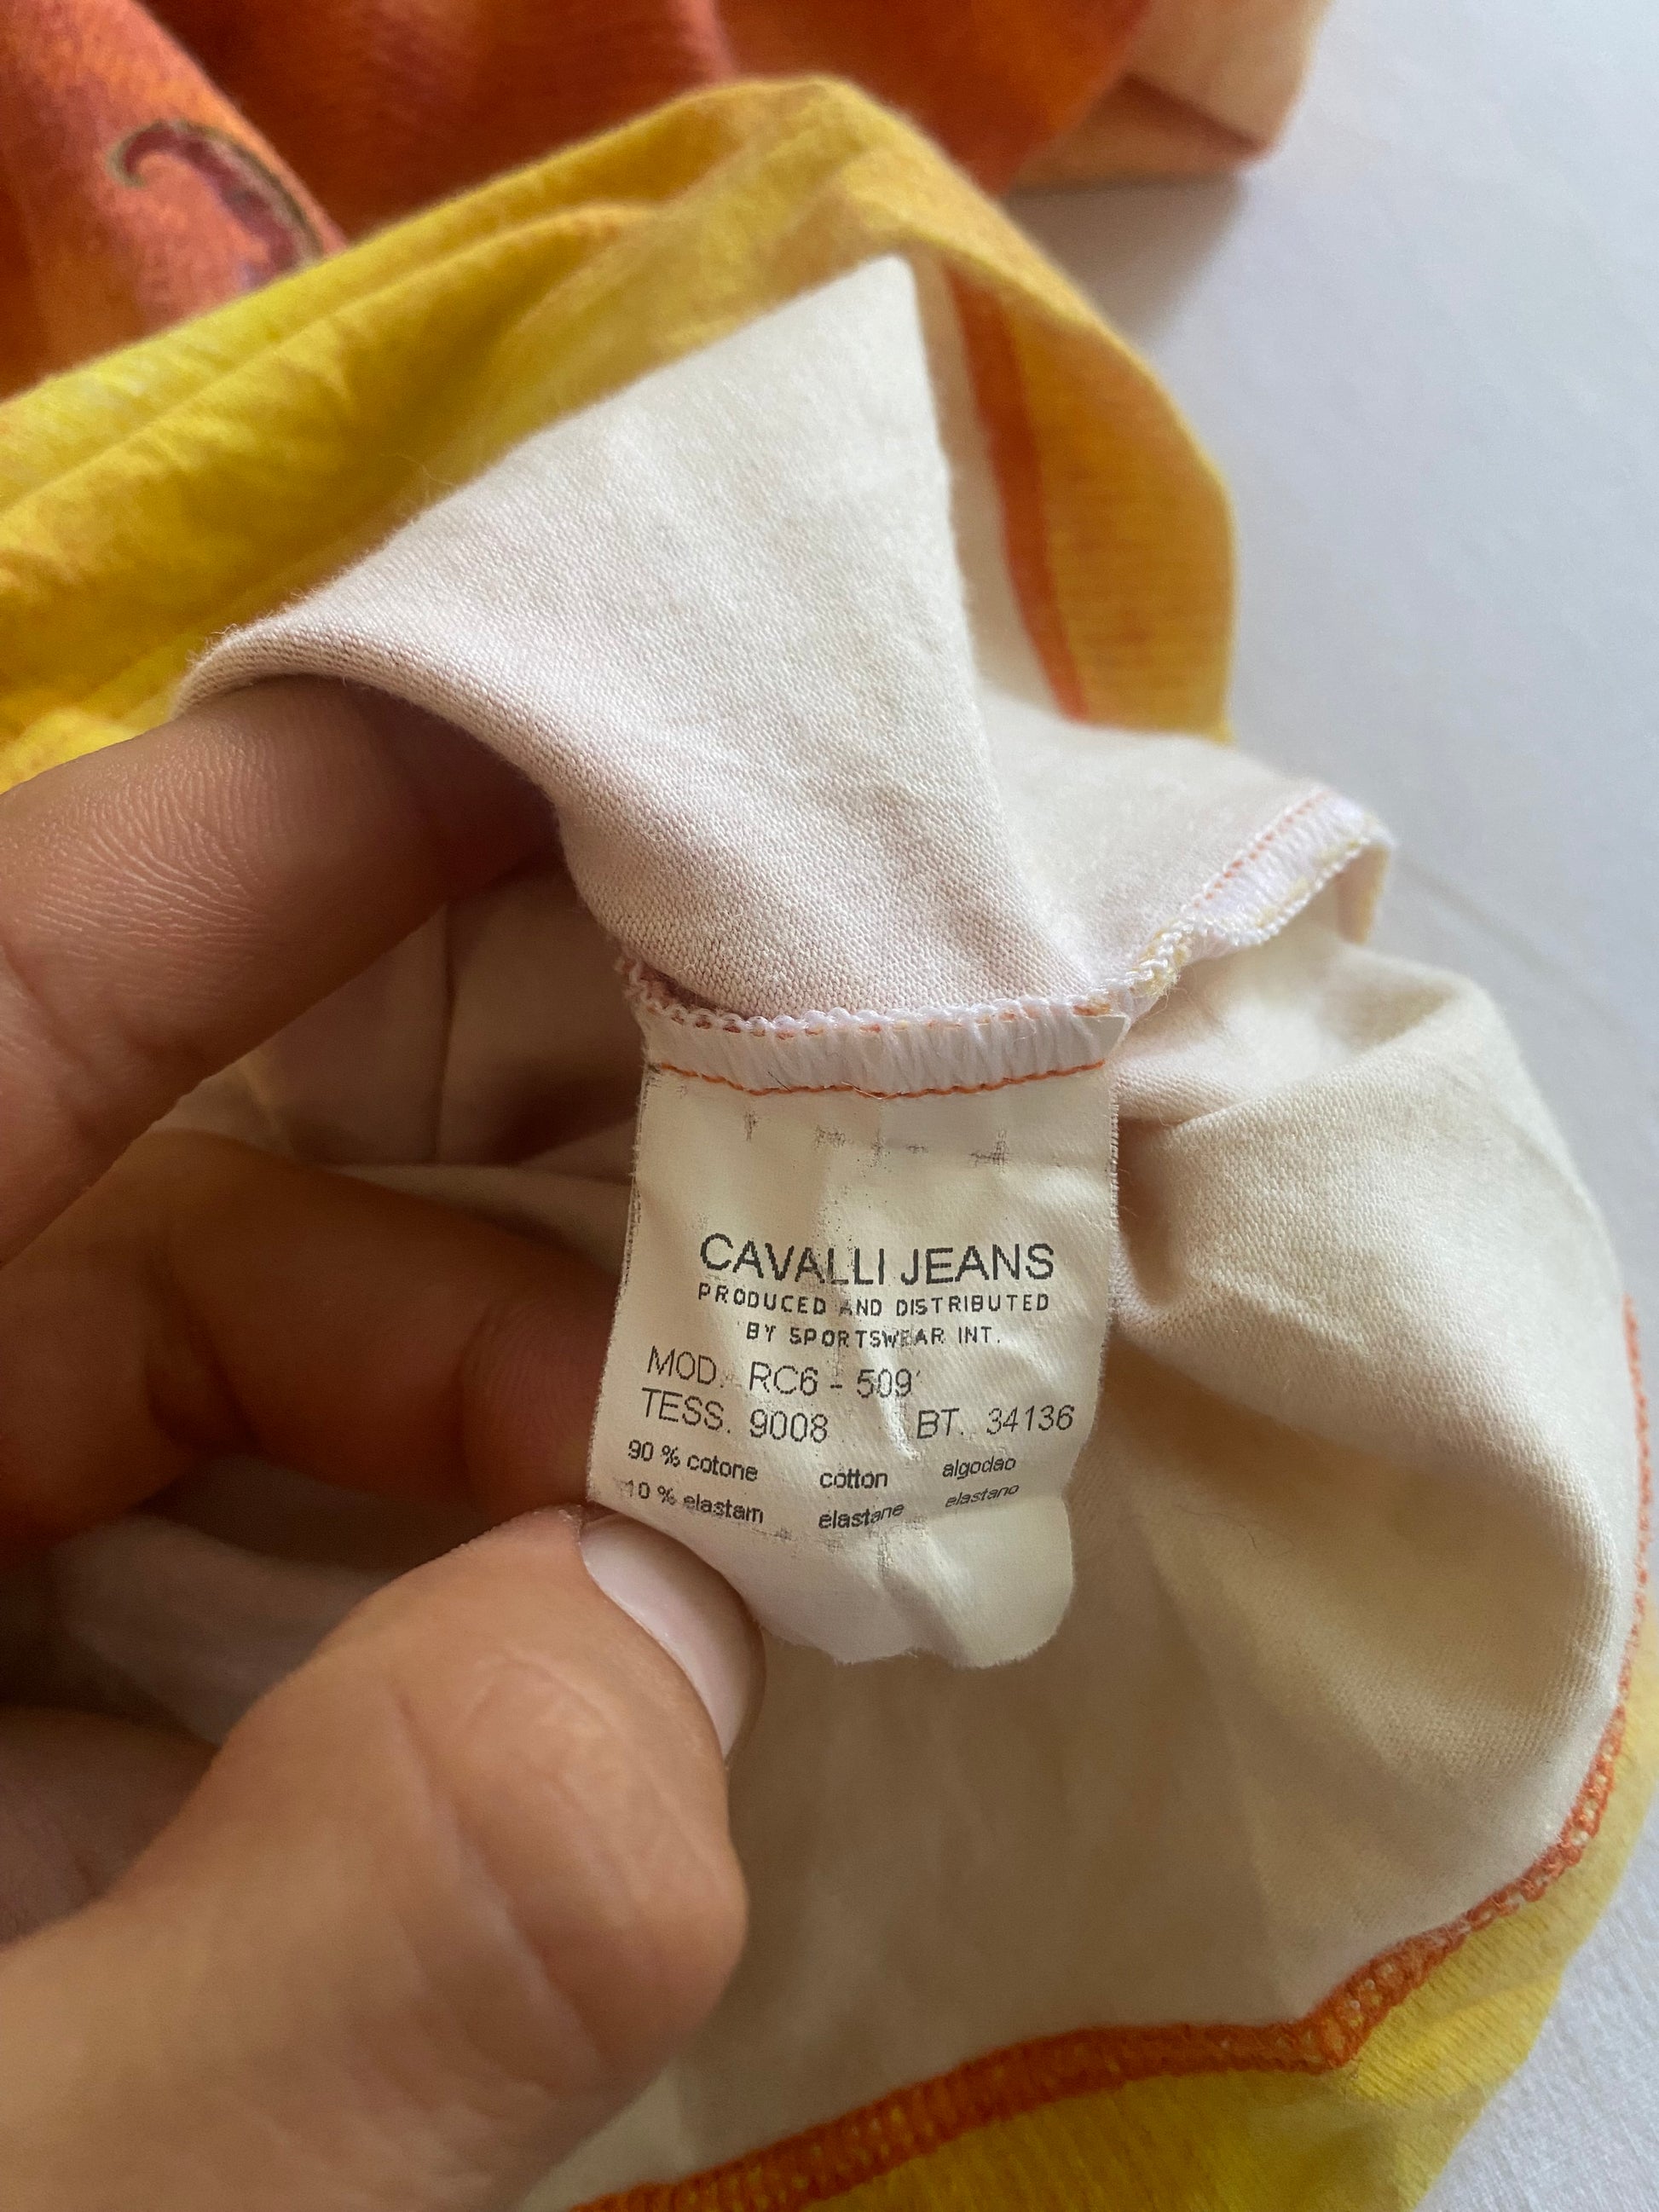 CAVALLI JEANS
PRODUCED AND DISTRIBUTED
BY SPORTSWEAR INT.
MOD. RC6 - 509
TESS. 9008 BT. 34136
90 % cotone cotton algodao
10 % elastam elastane elastano